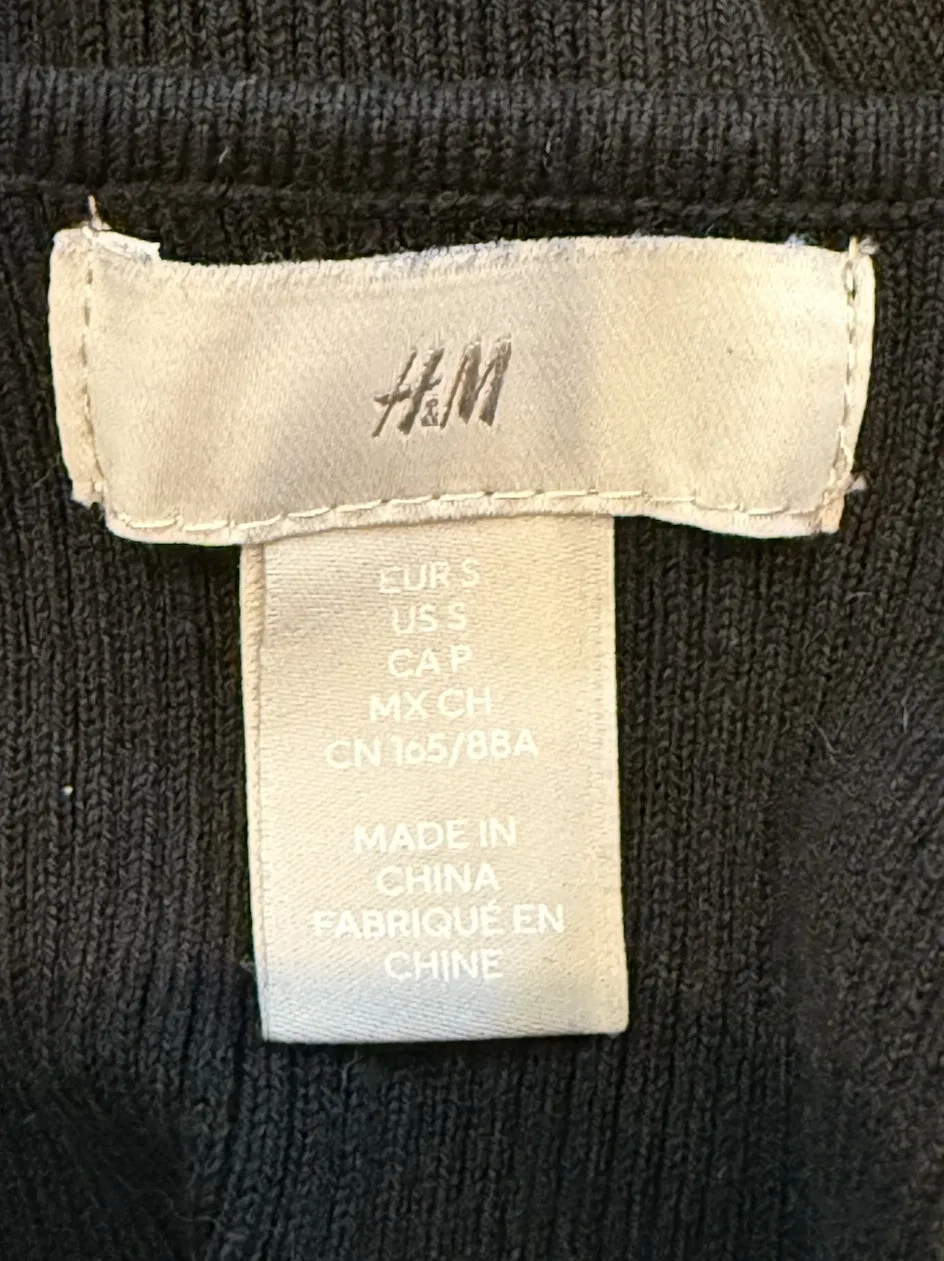 H&M
EUR S
US S
CA P
MX CH
CN 165/88A
MADE IN
CHINA
FABRIQUÉ EN
CHINE